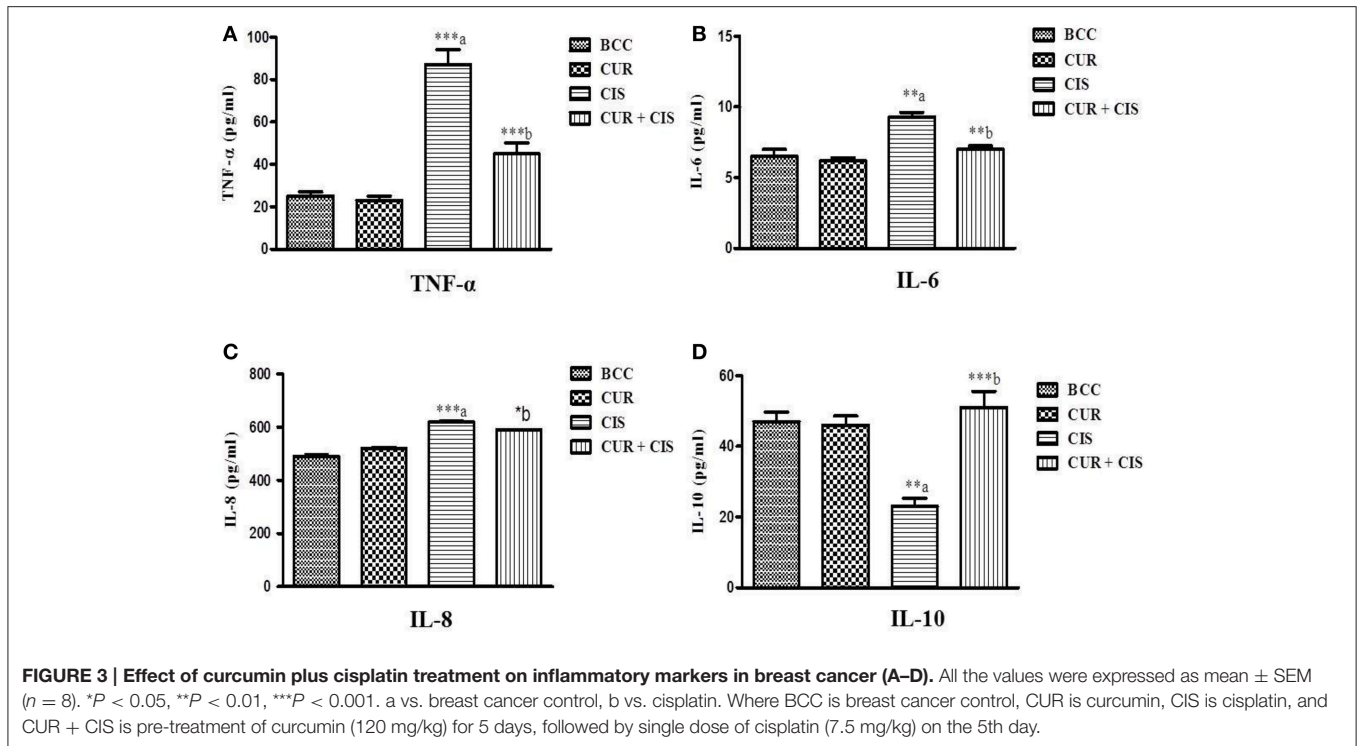 A
TNF-α (pg/ml)
100
80
60
40
20
0
***a
***b
BCC
CUR
CIS
CUR + CIS
TNF-α
B
IL-6 (pg/ml)
15
10
5
0
**a
**b
BCC
CUR
CIS
CUR + CIS
IL-6
C
IL-8 (pg/ml)
800
600
400
200
0
***a
*b
BCC
CUR
CIS
CUR + CIS
IL-8
D
IL-10 (pg/ml)
60
40
20
0
**a
***b
BCC
CUR
CIS
CUR + CIS
IL-10
FIGURE 3 | Effect of curcumin plus cisplatin treatment on inflammatory markers in breast cancer (A–D). All the values were expressed as mean ± SEM
(n = 8). *P < 0.05, **P < 0.01, ***P < 0.001. a vs. breast cancer control, b vs. cisplatin. Where BCC is breast cancer control, CUR is curcumin, CIS is cisplatin, and
CUR + CIS is pre-treatment of curcumin (120 mg/kg) for 5 days, followed by single dose of cisplatin (7.5 mg/kg) on the 5th day.